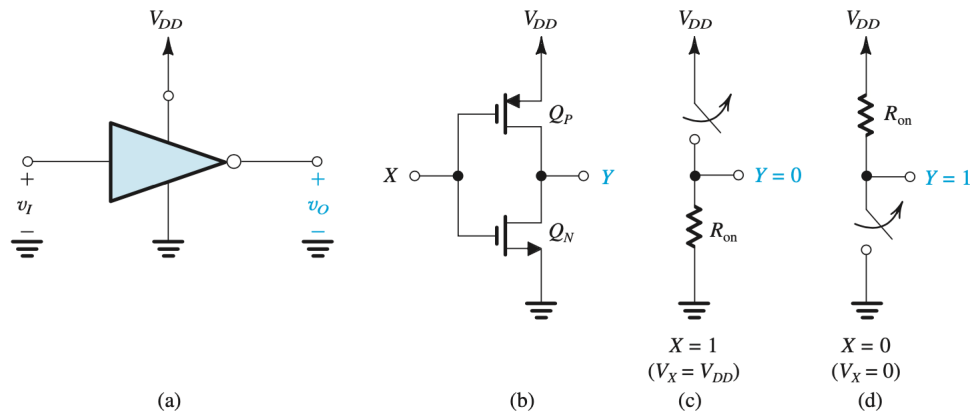 V_DD
+
v_I
−
+
v_O
−
(a)
V_DD
Q_P
X
Y
Q_N
(b)
V_DD
Y = 0
R_on
X = 1
(V_X = V_DD)
(c)
V_DD
R_on
Y = 1
X = 0
(V_X = 0)
(d)